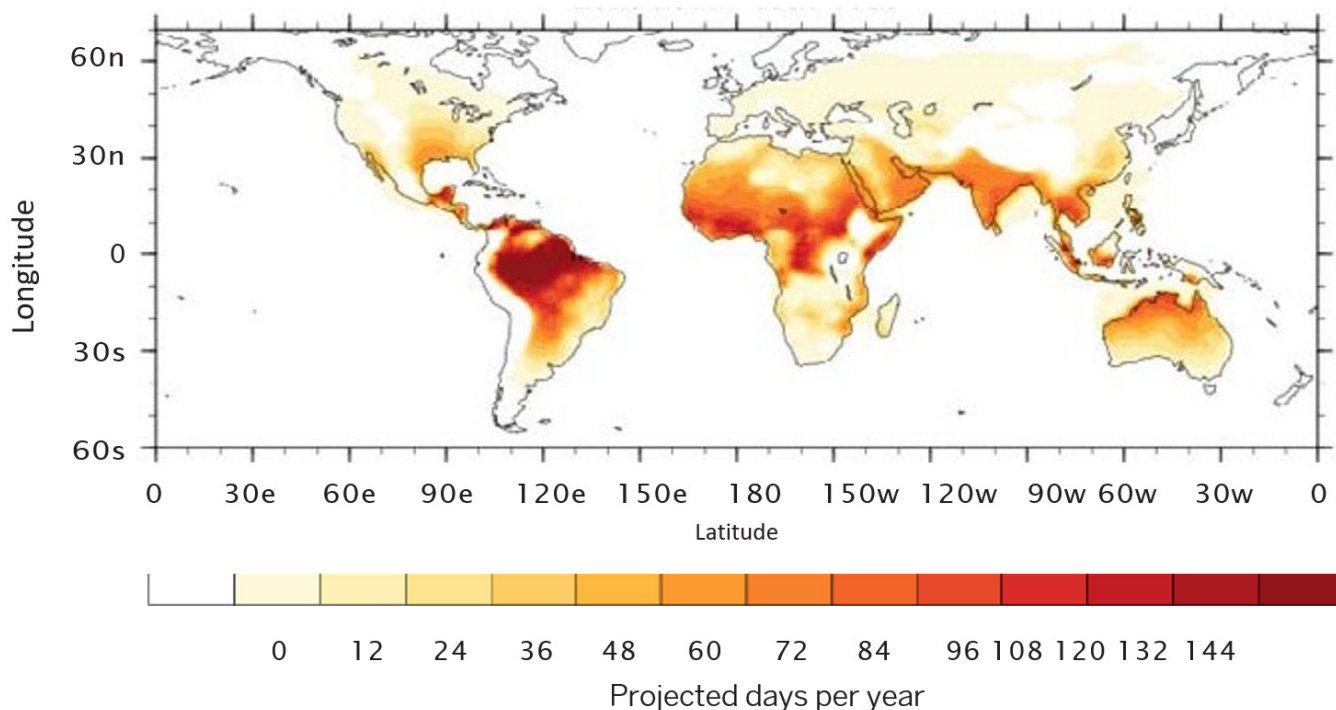 60n
30n
0
30s
60s
Longitude
0 30e 60e 90e 120e 150e 180 150w 120w 90w 60w 30w 0
Latitude
0 12 24 36 48 60 72 84 96 108 120 132 144
Projected days per year